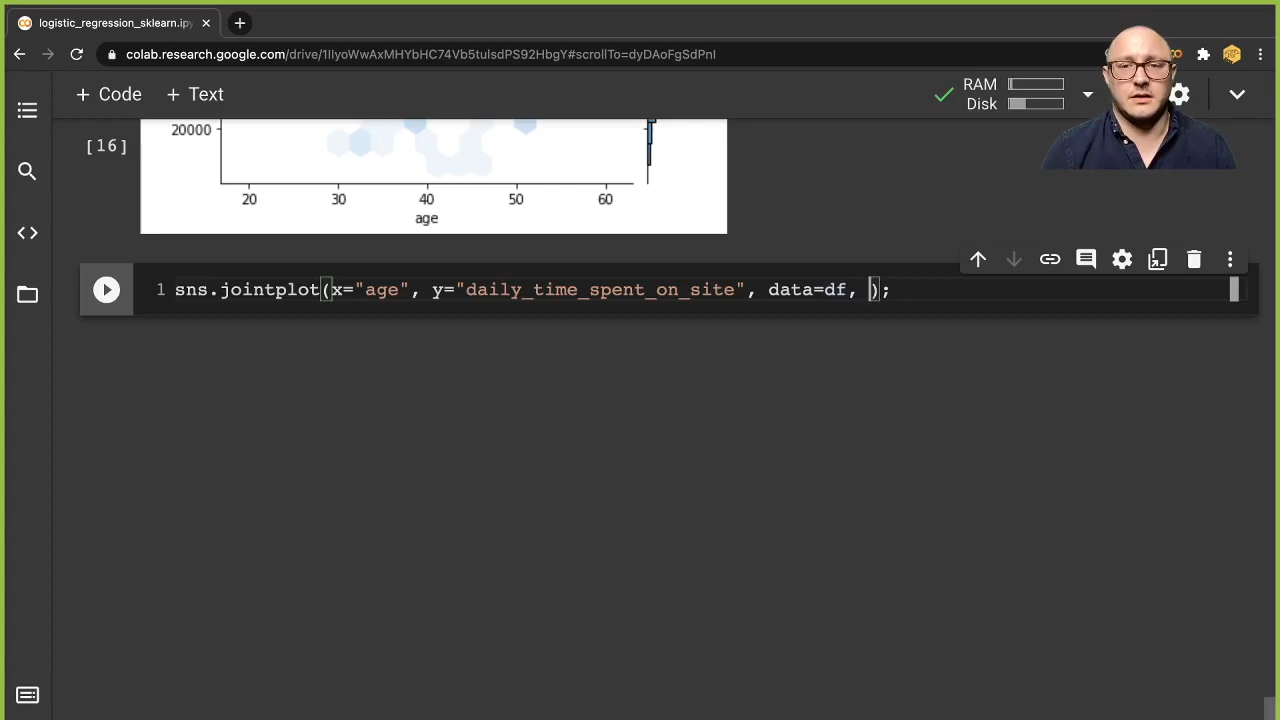 logistic_regression_sklearn.ipy
colab.research.google.com/drive/1IlyoWwAxMHYbHC74Vb5tulsdPS92HbgY#scrollTo=dyDAoFgSdPnI
+ Code + Text
RAM
Disk
[16]
20000
20 30 40 50 60
age
1 sns.jointplot(x="age", y="daily_time_spent_on_site", data=df, );